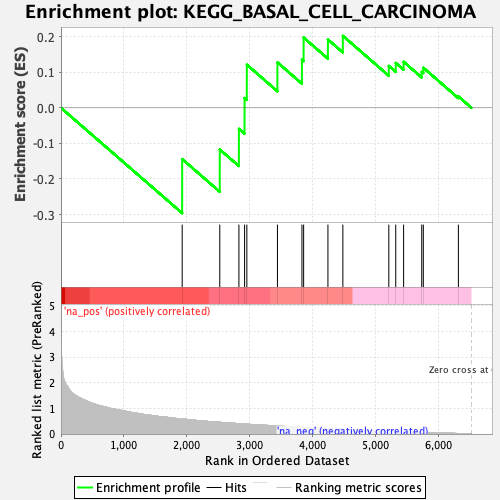 Enrichment plot: KEGG_BASAL_CELL_CARCINOMA
Enrichment score (ES)
0.2
0.1
0.0
-0.1
-0.2
-0.3
'na_pos' (positively correlated)
Ranked list metric (PreRanked)
5
4
3
2
1
0
Zero cross at
'na_neg' (negatively correlated)
0
1,000
2,000
3,000
4,000
5,000
6,000
Rank in Ordered Dataset
Enrichment profile
Hits
Ranking metric scores